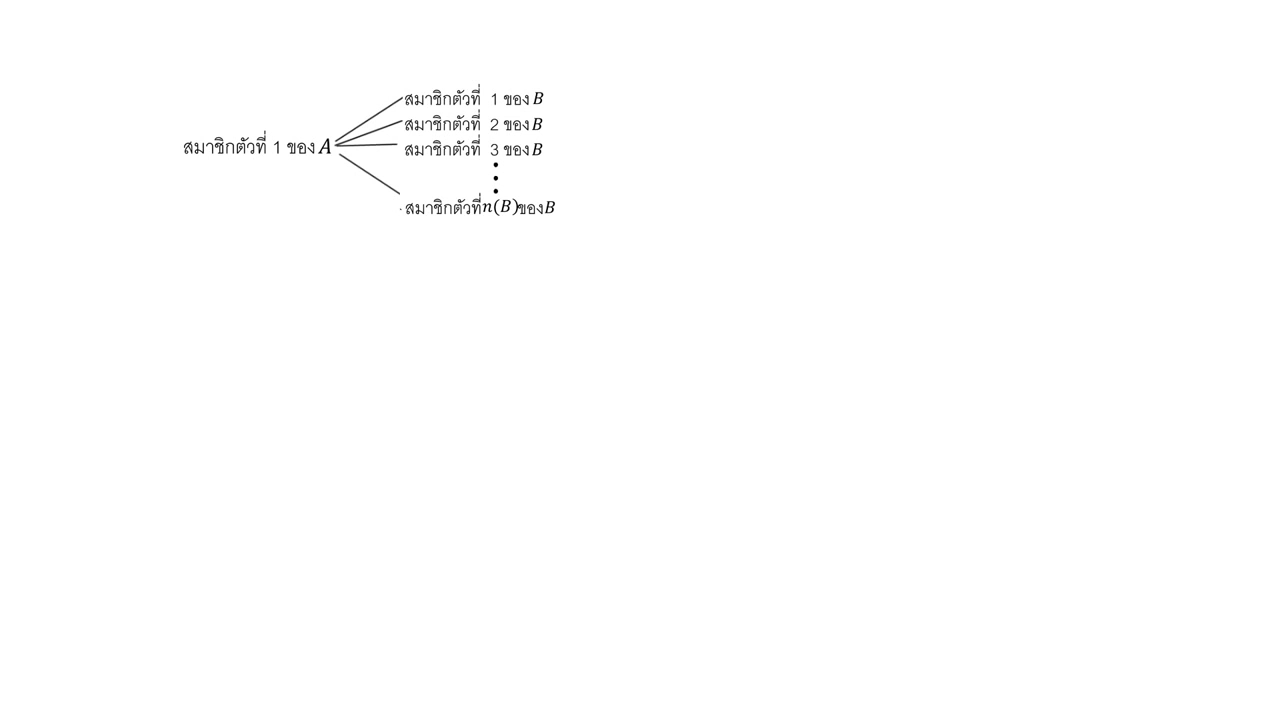 สมาชิกตัวที่ 1 ของ A
สมาชิกตัวที่ 1 ของ B
สมาชิกตัวที่ 2 ของ B
สมาชิกตัวที่ 3 ของ B
สมาชิกตัวที่n(B)ของB